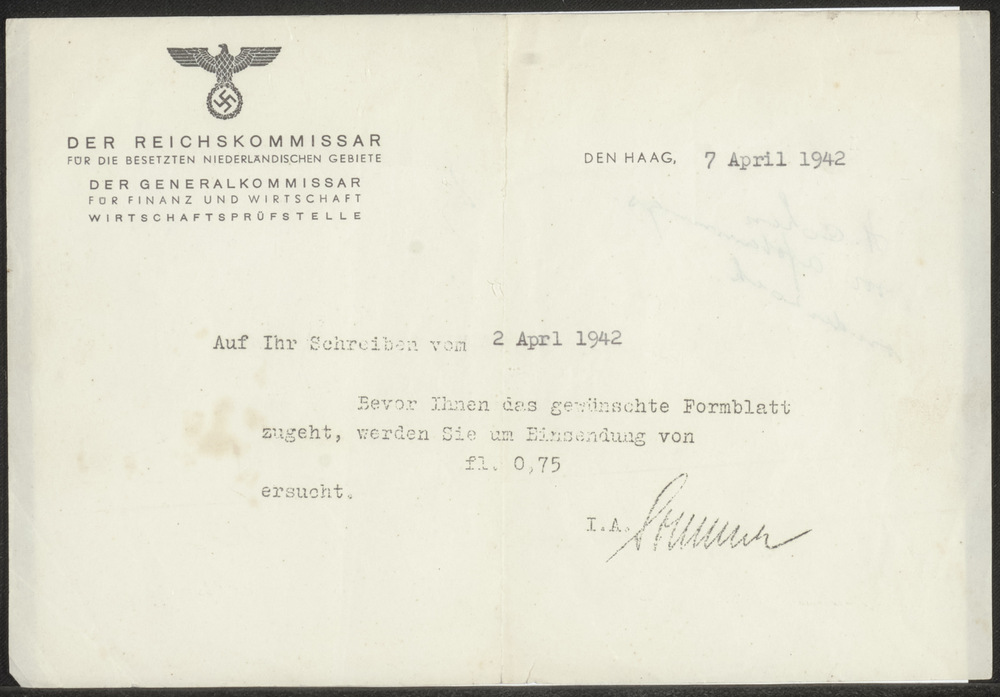 DER REICHSKOMMISSAR
FÜR DIE BESETZTEN NIEDERLÄNDISCHEN GEBIETE
DER GENERALKOMMISSAR
FÜR FINANZ UND WIRTSCHAFT
WIRTSCHAFTSPRÜFSTELLE
DEN HAAG, 7 April 1942
Auf Ihr Schreiben vom 2 Aprl 1942
Bevor Ihnen das gewünschte Formblatt
zugeht, werden Sie um Einsendung von
fl. 0,75
ersucht.
I.A.